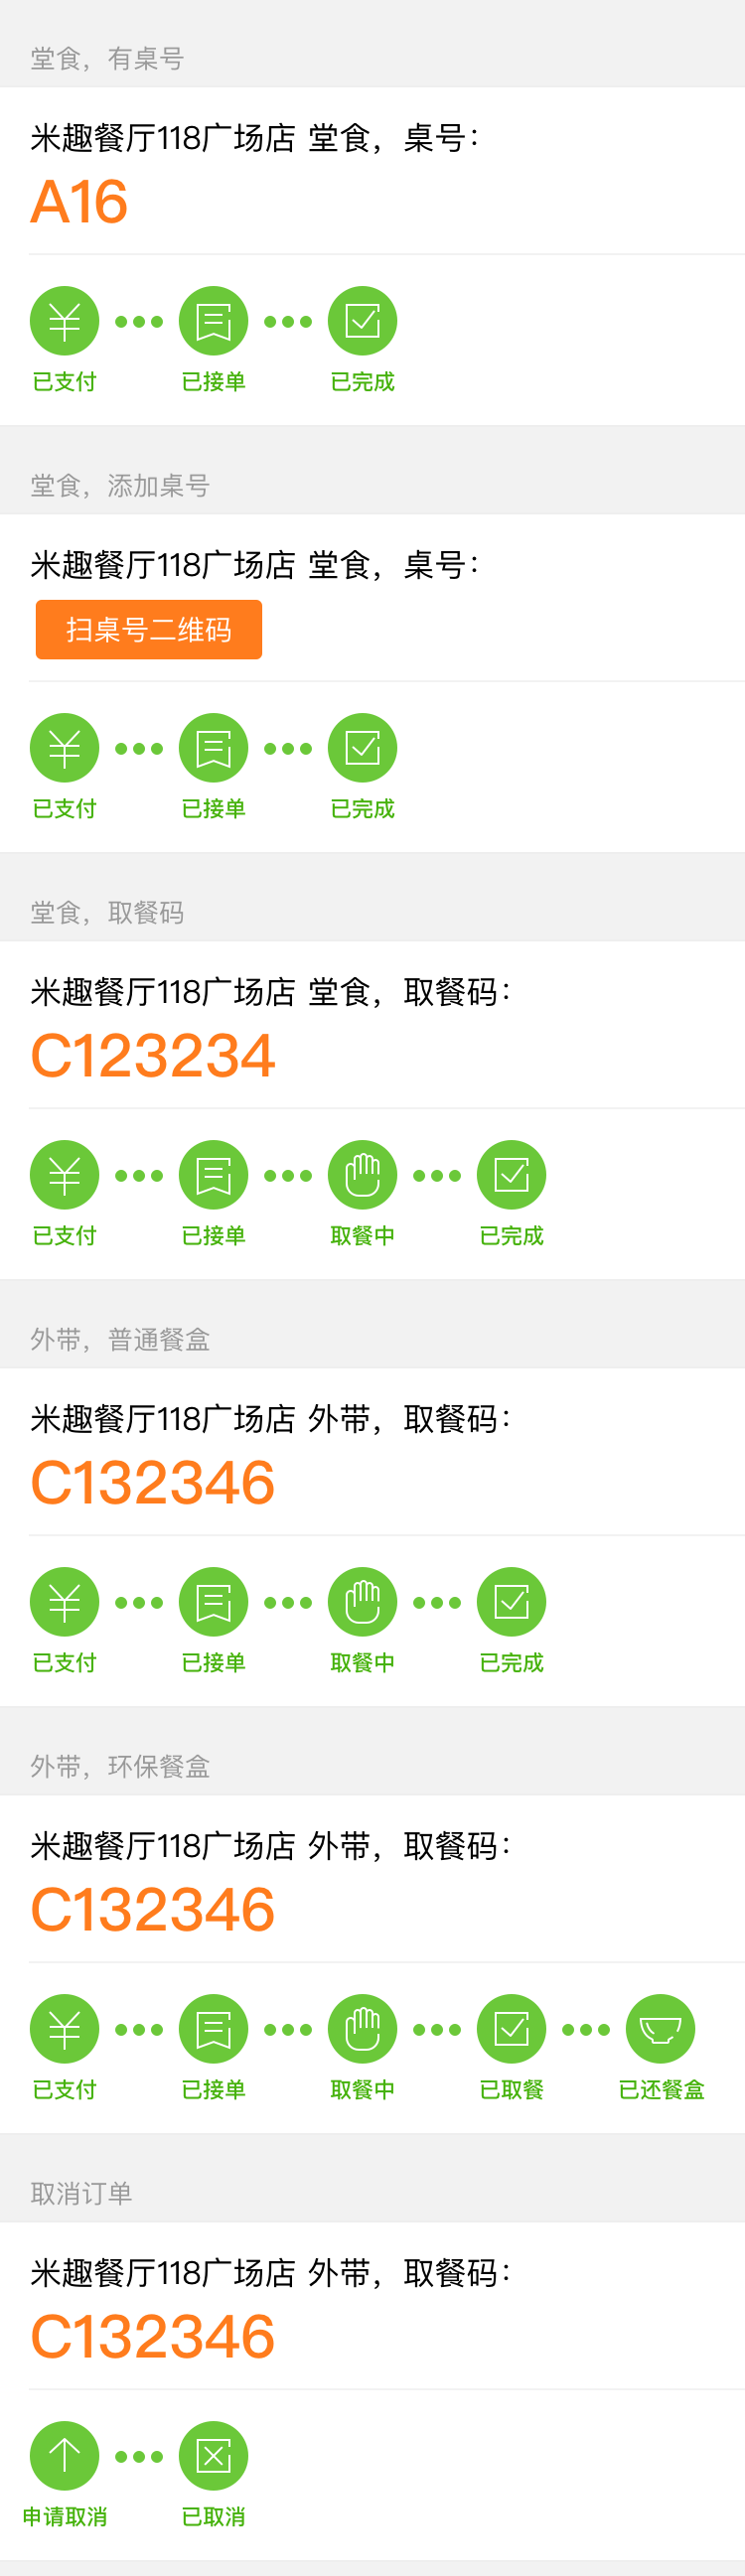 堂食，有桌号
米趣餐厅118广场店 堂食，桌号：
A16
已支付 已接单 已完成
堂食，添加桌号
米趣餐厅118广场店 堂食，桌号：
扫桌号二维码
已支付 已接单 已完成
堂食，取餐码
米趣餐厅118广场店 堂食，取餐码：
C123234
已支付 已接单 取餐中 已完成
外带，普通餐盒
米趣餐厅118广场店 外带，取餐码：
C132346
已支付 已接单 取餐中 已完成
外带，环保餐盒
米趣餐厅118广场店 外带，取餐码：
C132346
已支付 已接单 取餐中 已取餐 已还餐盒
取消订单
米趣餐厅118广场店 外带，取餐码：
C132346
申请取消 已取消